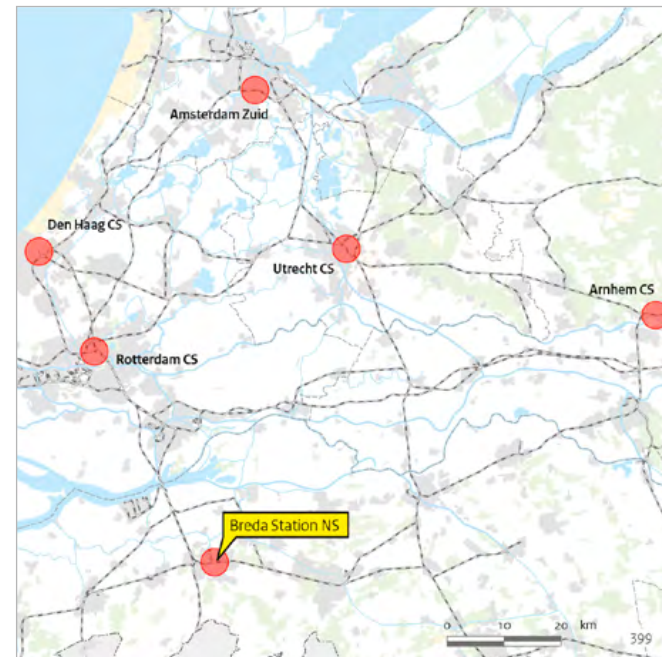 Amsterdam Zuid
Den Haag CS
Utrecht CS
Arnhem CS
Rotterdam CS
Breda Station NS
0 10 20 km
399